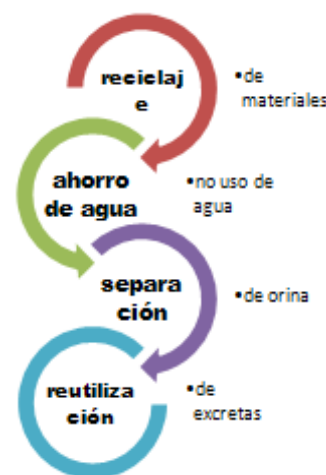 reciclaj
e
•de
materiales
ahorro
de agua
•no uso de
agua
separa
ción
•de orina
reutiliza
ción
•de
excretas